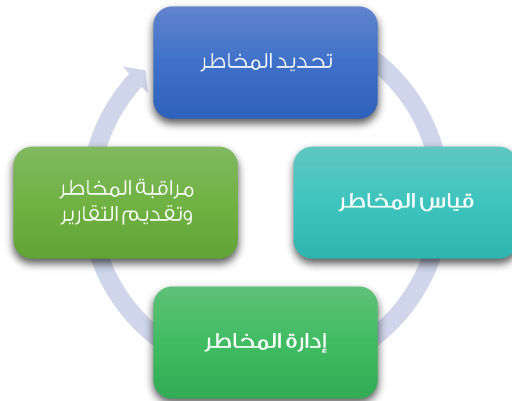 تحديد المخاطر
قياس المخاطر
إدارة المخاطر
مراقبة المخاطر
وتقديم التقارير